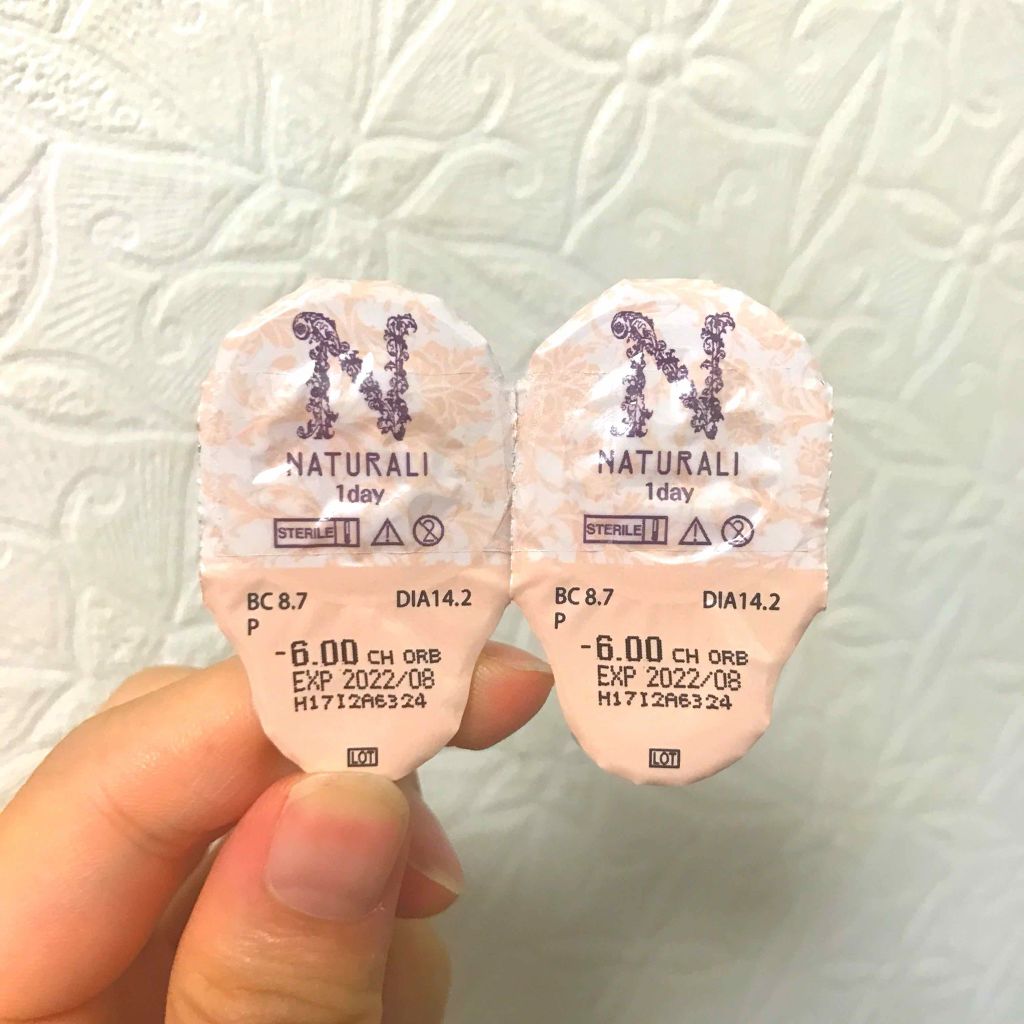 N
NATURALI
1day
STERILE
BC 8.7 DIA14.2
P
-6.00 CH ORB
EXP 2022/08
H17I2A6324
LOT
N
NATURALI
1day
STERILE
BC 8.7 DIA14.2
P
-6.00 CH ORB
EXP 2022/08
H17I2A6324
LOT